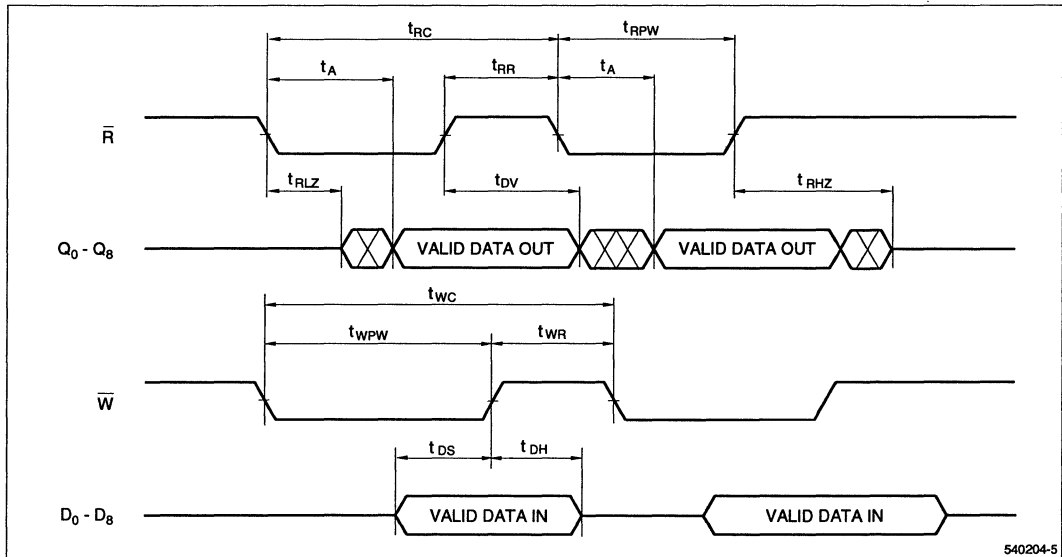 tRC
tRPW
tA
tRR
tA
R
tRLZ
tDV
tRHZ
Q0 - Q8
VALID DATA OUT
VALID DATA OUT
tWC
tWPW
tWR
W
tDS
tDH
D0 - D8
VALID DATA IN
VALID DATA IN
540204-5